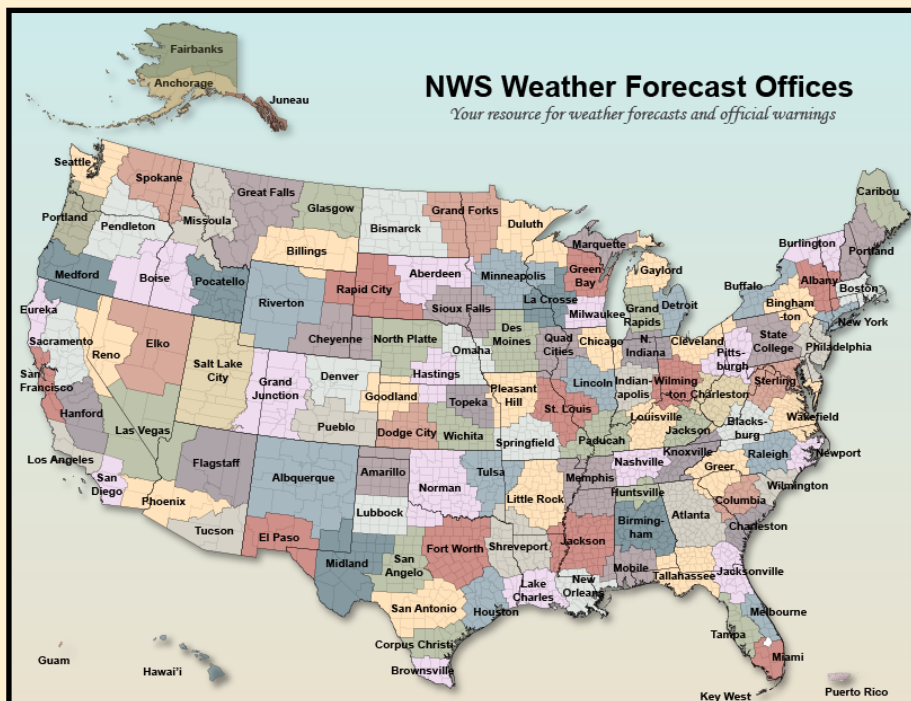 NWS Weather Forecast Offices
Your resource for weather forecasts and official warnings
Fairbanks
Anchorage
Juneau
Seattle
Spokane
Great Falls
Glasgow
Bismarck
Grand Forks
Duluth
Marquette
Caribou
Portland
Pendleton
Missoula
Billings
Aberdeen
Minneapolis
Green
Bay
Gaylord
Burlington
Portland
Medford
Boise
Pocatello
Riverton
Rapid City
Sioux Falls
La Crosse
Milwaukee
Grand
Rapids
Detroit
Buffalo
Albany
Boston
Bingham
-ton
New York
Eureka
Sacramento
Reno
Elko
Salt Lake
City
Cheyenne
North Platte
Omaha
Des
Moines
Quad
Cities
Chicago
N.
Indiana
Cleveland
Pitts-
burgh
State
College
Philadelphia
San
Francisco
Hanford
Las Vegas
Grand
Junction
Denver
Pueblo
Hastings
Goodland
Dodge City
Topeka
Wichita
Pleasant
Hill
St. Louis
Lincoln
Indian-
apolis
Wilming-
-ton
Charleston
Sterling
Wakefield
Louisville
Jackson
Blacks-
burg
Los Angeles
San
Diego
Phoenix
Flagstaff
Tucson
Albuquerque
Amarillo
Lubbock
Norman
Tulsa
Springfield
Paducah
Little Rock
Memphis
Nashville
Knoxville
Greer
Raleigh
Newport
Wilmington
El Paso
Midland
San
Angelo
Fort Worth
Shreveport
Jackson
Huntsville
Birming-
ham
Atlanta
Columbia
Charleston
San Antonio
Houston
Lake
Charles
New
Orleans
Mobile
Tallahassee
Jacksonville
Corpus Christi
Brownsville
Melbourne
Tampa
Miami
Key West
Guam
Hawai'i
Puerto Rico